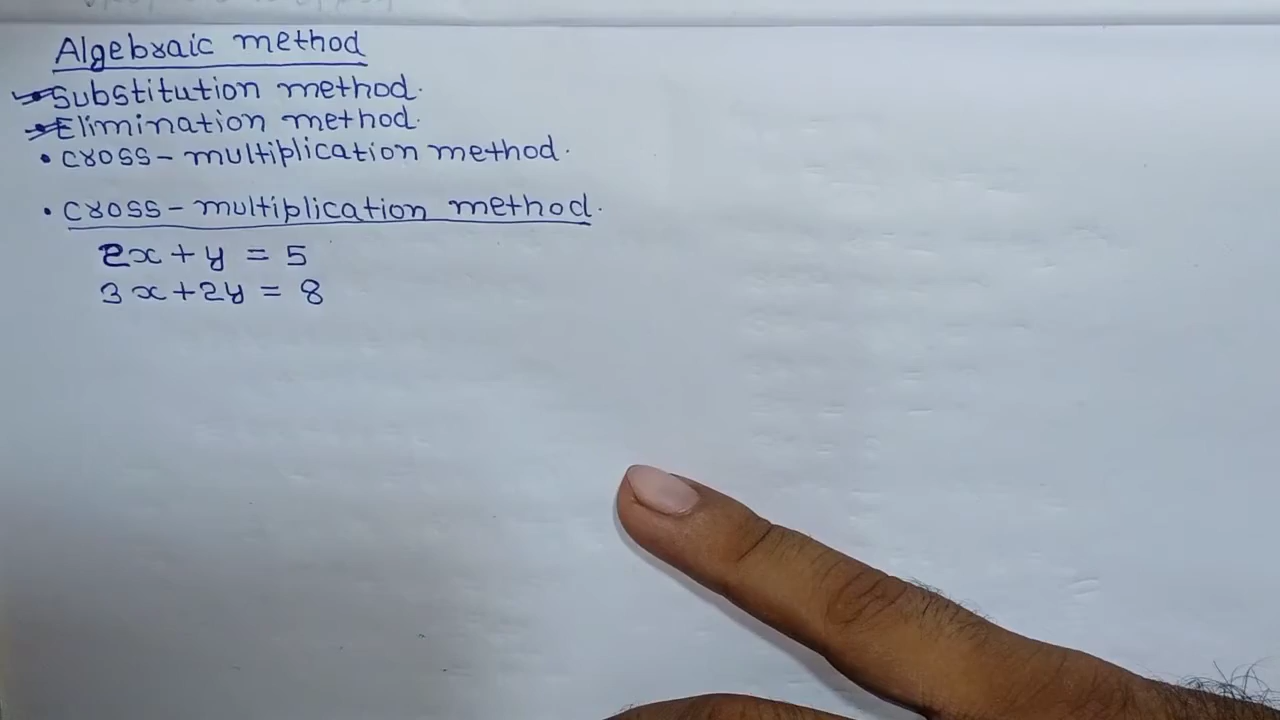 Algebraic method
Substitution method.
Elimination method.
• cross - multiplication method.
• cross - multiplication method.
2x + y = 5
3x + 2y = 8